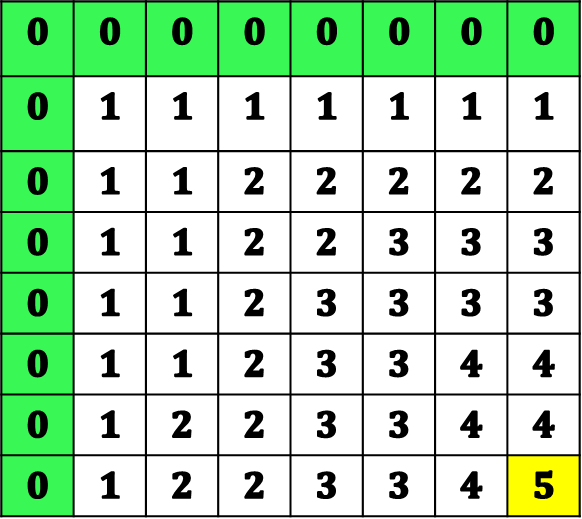 0 0 0 0 0 0 0 0
0 1 1 1 1 1 1 1
0 1 1 2 2 2 2 2
0 1 1 2 2 3 3 3
0 1 1 2 3 3 3 3
0 1 1 2 3 3 4 4
0 1 2 2 3 3 4 4
0 1 2 2 3 3 4 5